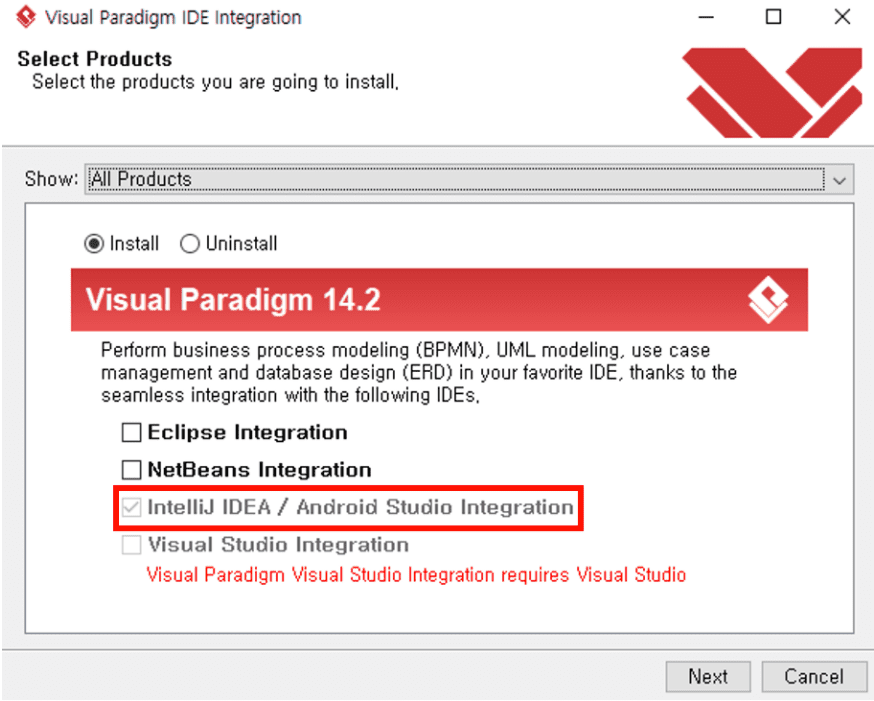 Visual Paradigm IDE Integration
Select Products
Select the products you are going to install.
Show: All Products
Install Uninstall
Visual Paradigm 14.2
Perform business process modeling (BPMN), UML modeling, use case
management and database design (ERD) in your favorite IDE, thanks to the
seamless integration with the following IDEs.
Eclipse Integration
NetBeans Integration
IntelliJ IDEA / Android Studio Integration
Visual Studio Integration
Visual Paradigm Visual Studio Integration requires Visual Studio
Next Cancel